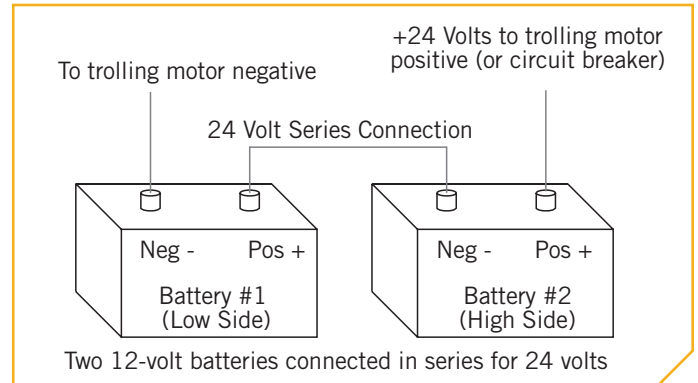 +24 Volts to trolling motor
positive (or circuit breaker)
To trolling motor negative
24 Volt Series Connection
Neg - Pos +
Battery #1
(Low Side)
Neg - Pos +
Battery #2
(High Side)
Two 12-volt batteries connected in series for 24 volts